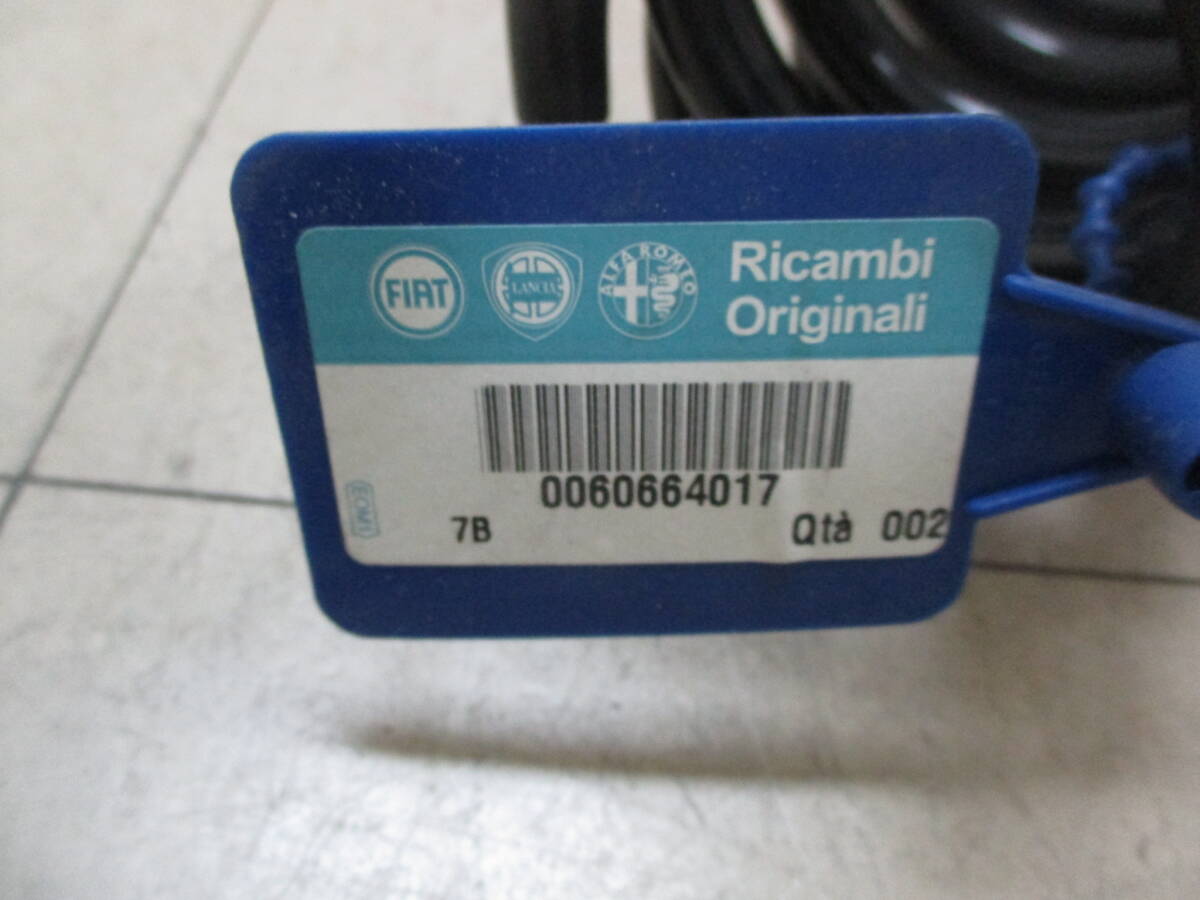 FIAT
LANCIA
ALFA ROMEO
Ricambi
Originali
0060664017
7B
Qtà 002